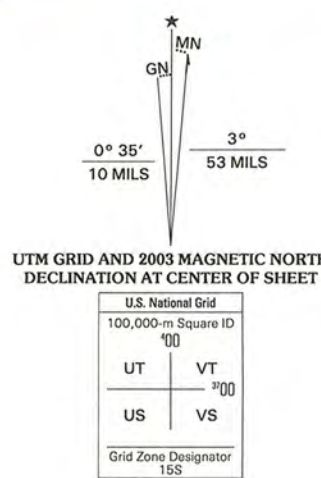 MN
GN
0° 35′
10 MILS
3°
53 MILS
UTM GRID AND 2003 MAGNETIC NORTH
DECLINATION AT CENTER OF SHEET
U.S. National Grid
100,000-m Square ID
⁴00
UT VT
³⁷00
US VS
Grid Zone Designator
15S